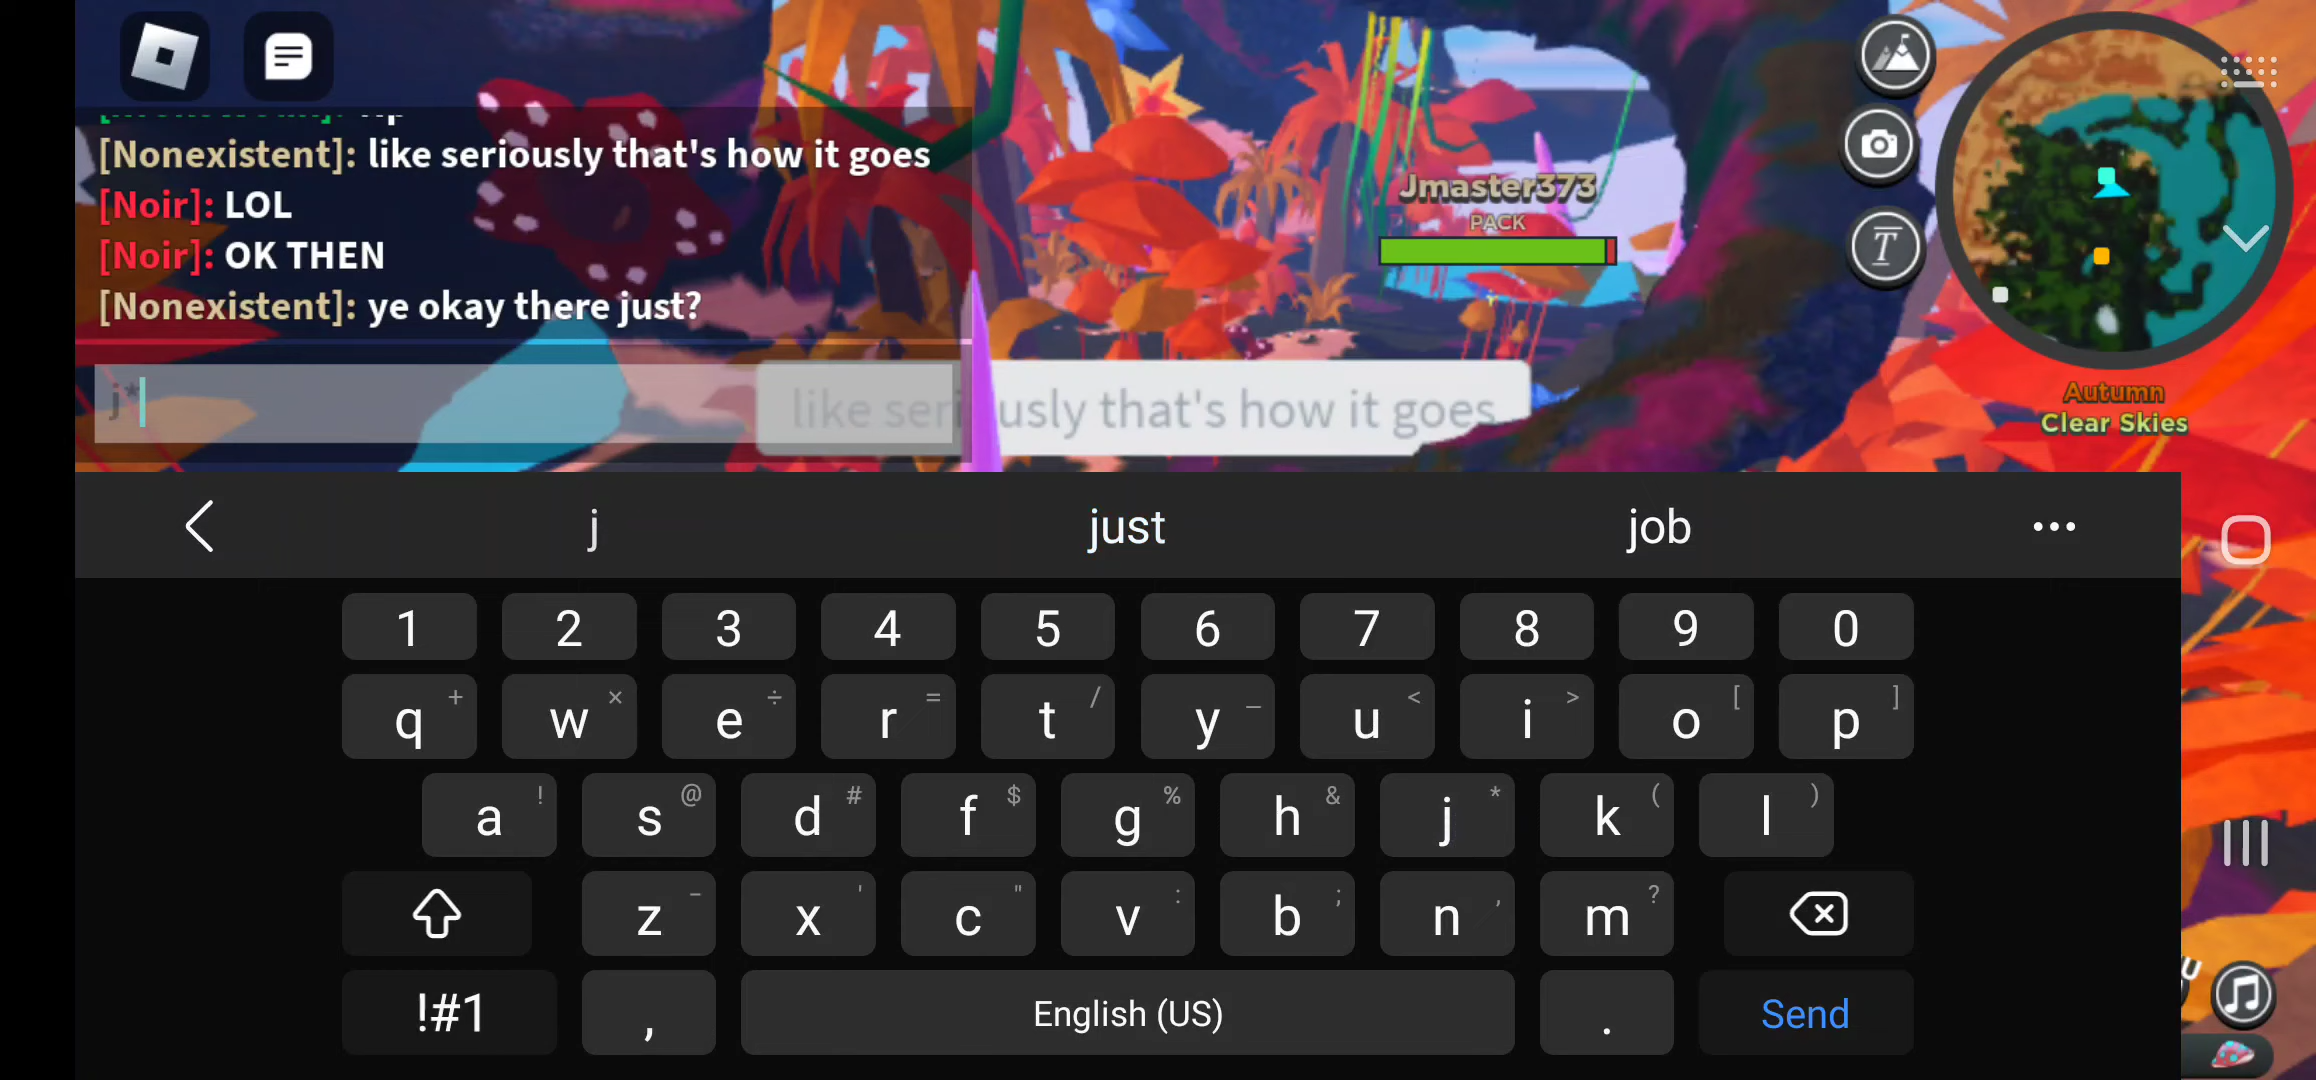 [Nonexistent]: like seriously that's how it goes
[Noir]: LOL
[Noir]: OK THEN
[Nonexistent]: ye okay there just?
j*
like seriously that's how it goes
Jmaster373
PACK
T
Autumn
Clear Skies
j just job
1 2 3 4 5 6 7 8 9 0
q + w × e ÷ r = t / y _ u < i > o [ p ]
a ! s @ d # f $ g % h & j * k ( l )
z - x ' c " v : b ; n , m ?
!#1 , English (US) . Send